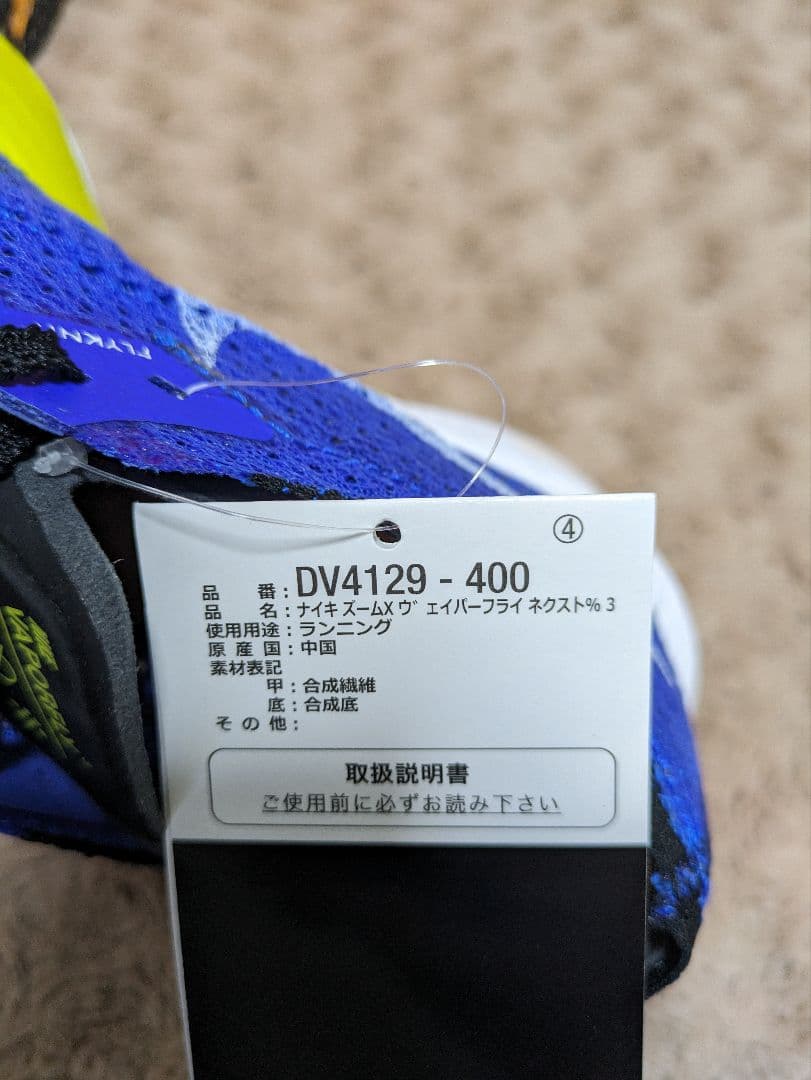 FLYKN
④
品 番:DV4129 - 400
品 名:ナイキ ズームX ヴェイパーフライ ネクスト% 3
使用用途:ランニング
原産国:中国
素材表記
甲:合成繊維
底:合成底
その他:
取扱説明書
ご使用前に必ずお読み下さい